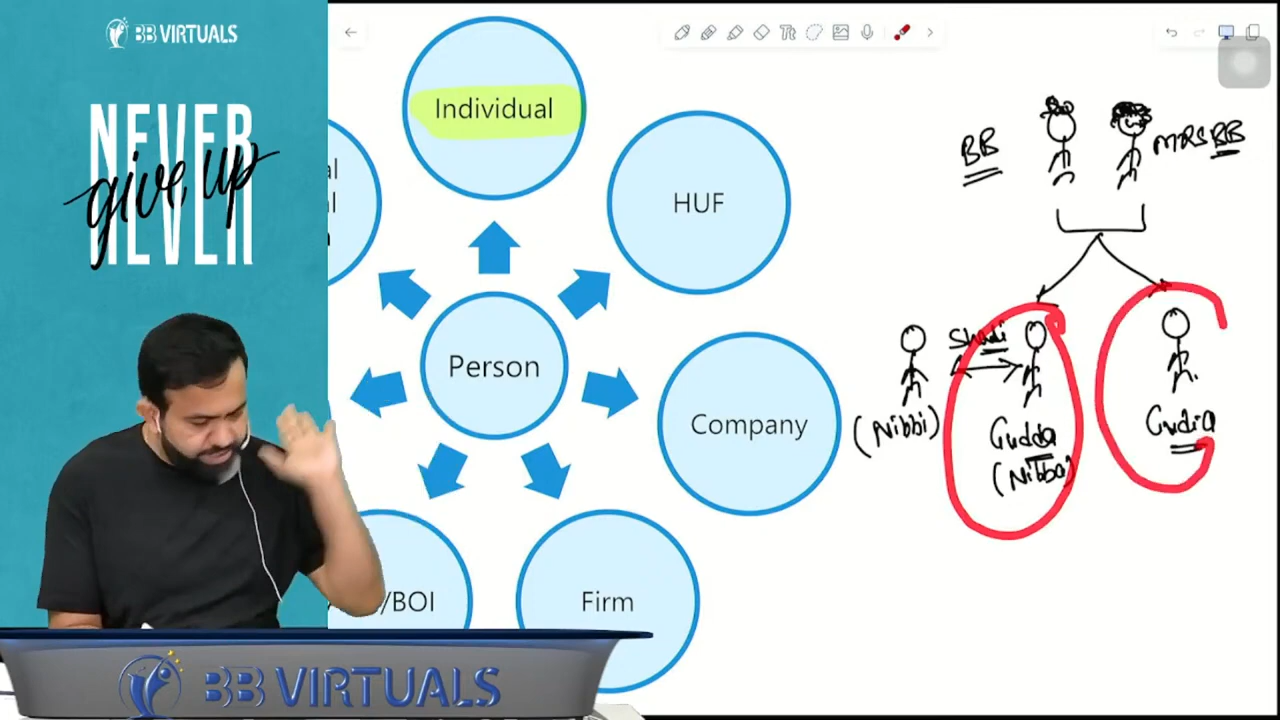 BB VIRTUALS
NEVER
give up
NEVER
Individual
HUF
Person
Company
/BOI
Firm
BB
MRS BB
Shadi
(Nibbi)
Gudda
(Nibba)
Gudia
BB VIRTUALS